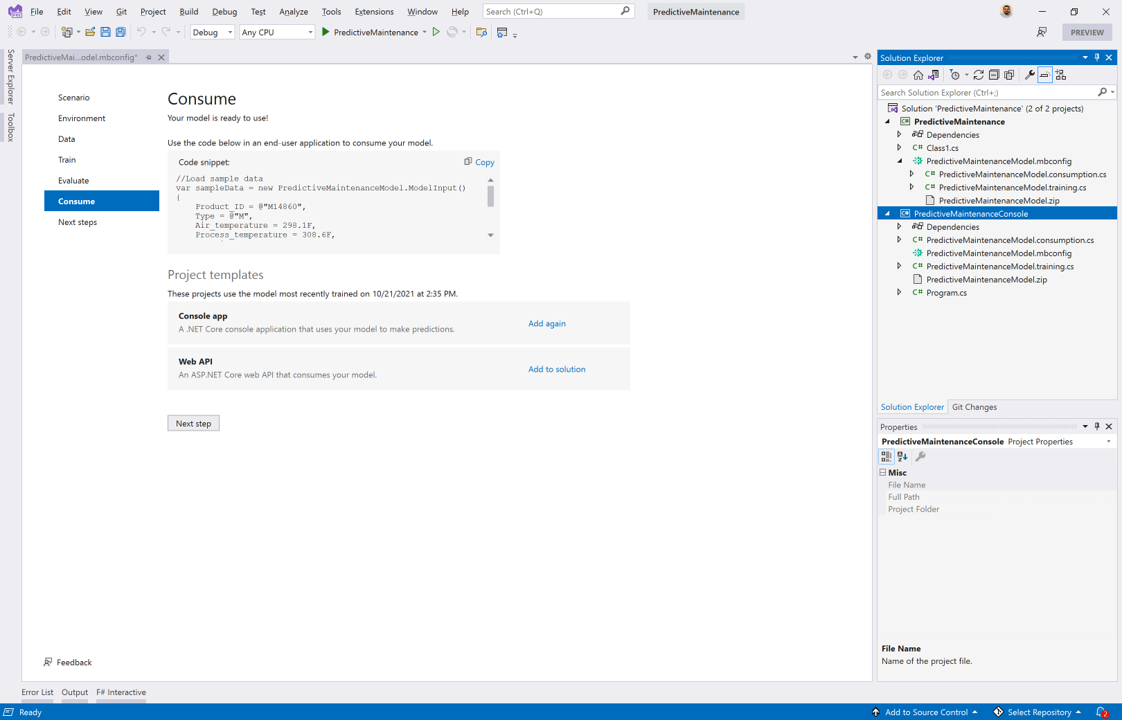 File Edit View Git Project Build Debug Test Analyze Tools Extensions Window Help Search (Ctrl+Q) PredictiveMaintenance
Debug Any CPU PredictiveMaintenance PREVIEW
Server Explorer
Toolbox
PredictiveMai...odel.mbconfig*
Scenario
Environment
Data
Train
Evaluate
Consume
Next steps
Consume
Your model is ready to use!
Use the code below in an end-user application to consume your model.
Code snippet: Copy
//Load sample data
var sampleData = new PredictiveMaintenanceModel.ModelInput()
{
Product_ID = @"M14860",
Type = @"M",
Air_temperature = 298.1F,
Process_temperature = 308.6F,
Project templates
These projects use the model most recently trained on 10/21/2021 at 2:35 PM.
Console app
A .NET Core console application that uses your model to make predictions.
Add again
Web API
An ASP.NET Core web API that consumes your model.
Add to solution
Next step
Feedback
Solution Explorer
Search Solution Explorer (Ctrl+;)
Solution 'PredictiveMaintenance' (2 of 2 projects)
PredictiveMaintenance
Dependencies
C# Class1.cs
PredictiveMaintenanceModel.mbconfig
C# PredictiveMaintenanceModel.consumption.cs
C# PredictiveMaintenanceModel.training.cs
PredictiveMaintenanceModel.zip
PredictiveMaintenanceConsole
Dependencies
C# PredictiveMaintenanceModel.consumption.cs
PredictiveMaintenanceModel.mbconfig
C# PredictiveMaintenanceModel.training.cs
PredictiveMaintenanceModel.zip
C# Program.cs
Solution Explorer Git Changes
Properties
PredictiveMaintenanceConsole Project Properties
Misc
File Name
Full Path
Project Folder
File Name
Name of the project file.
Error List Output F# Interactive
Ready Add to Source Control Select Repository 2